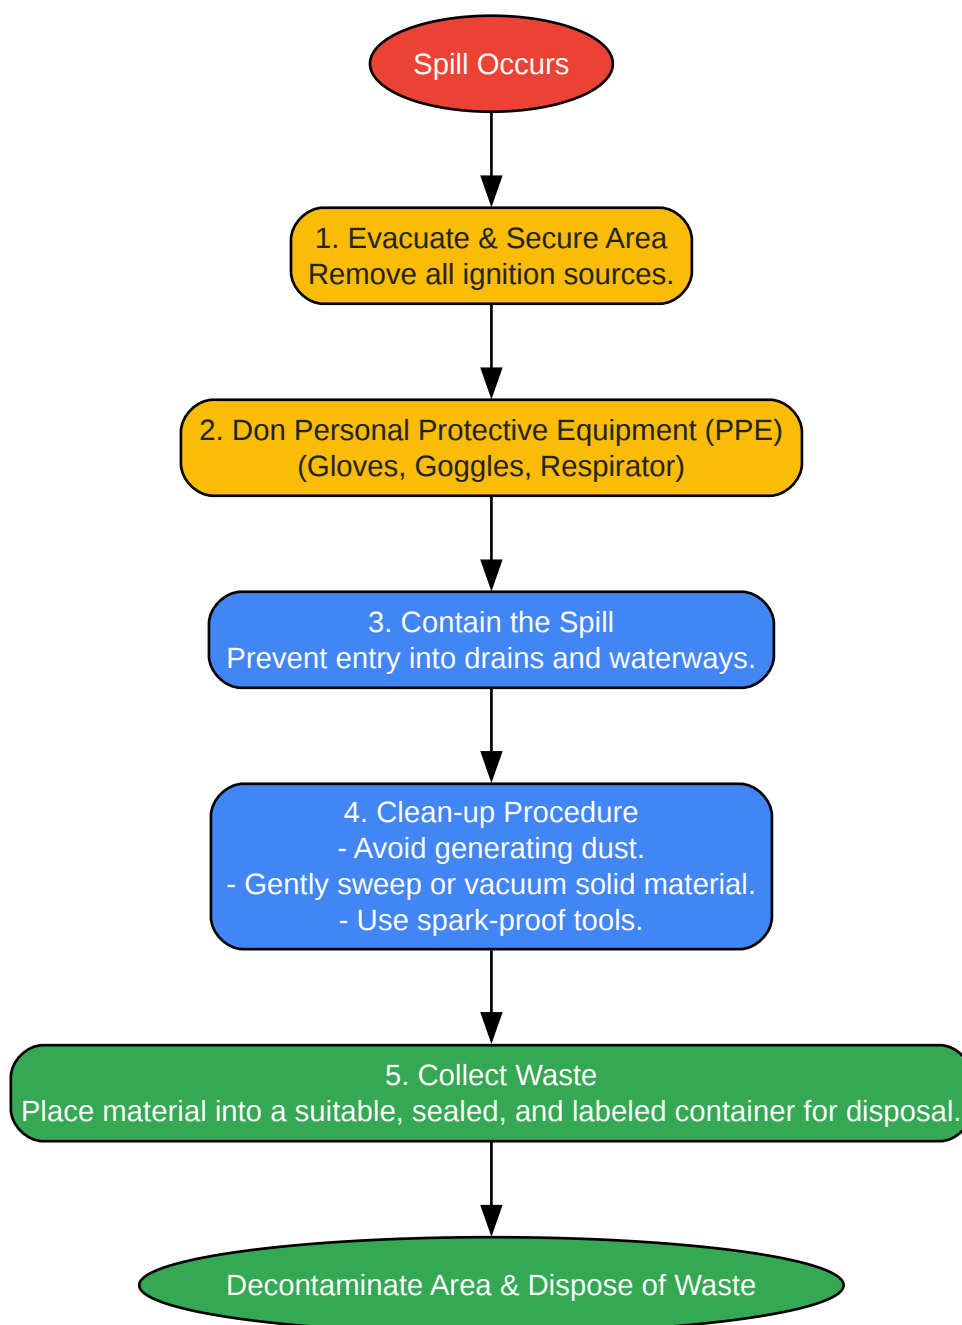 Spill Occurs
1. Evacuate & Secure Area
Remove all ignition sources.
2. Don Personal Protective Equipment (PPE)
(Gloves, Goggles, Respirator)
3. Contain the Spill
Prevent entry into drains and waterways.
4. Clean-up Procedure
- Avoid generating dust.
- Gently sweep or vacuum solid material.
- Use spark-proof tools.
5. Collect Waste
Place material into a suitable, sealed, and labeled container for disposal.
Decontaminate Area & Dispose of Waste